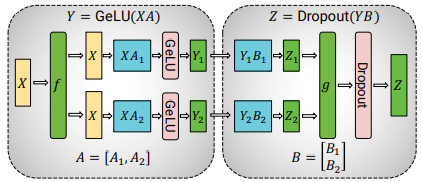 Y = GeLU(XA)
Z = Dropout(YB)
X
f
X
XA₁
GeLU
Y₁
X
XA₂
GeLU
Y₂
Y₁B₁
Z₁
Y₂B₂
Z₂
g
Dropout
Z
A = [A₁, A₂]
B = [B₁
B₂]